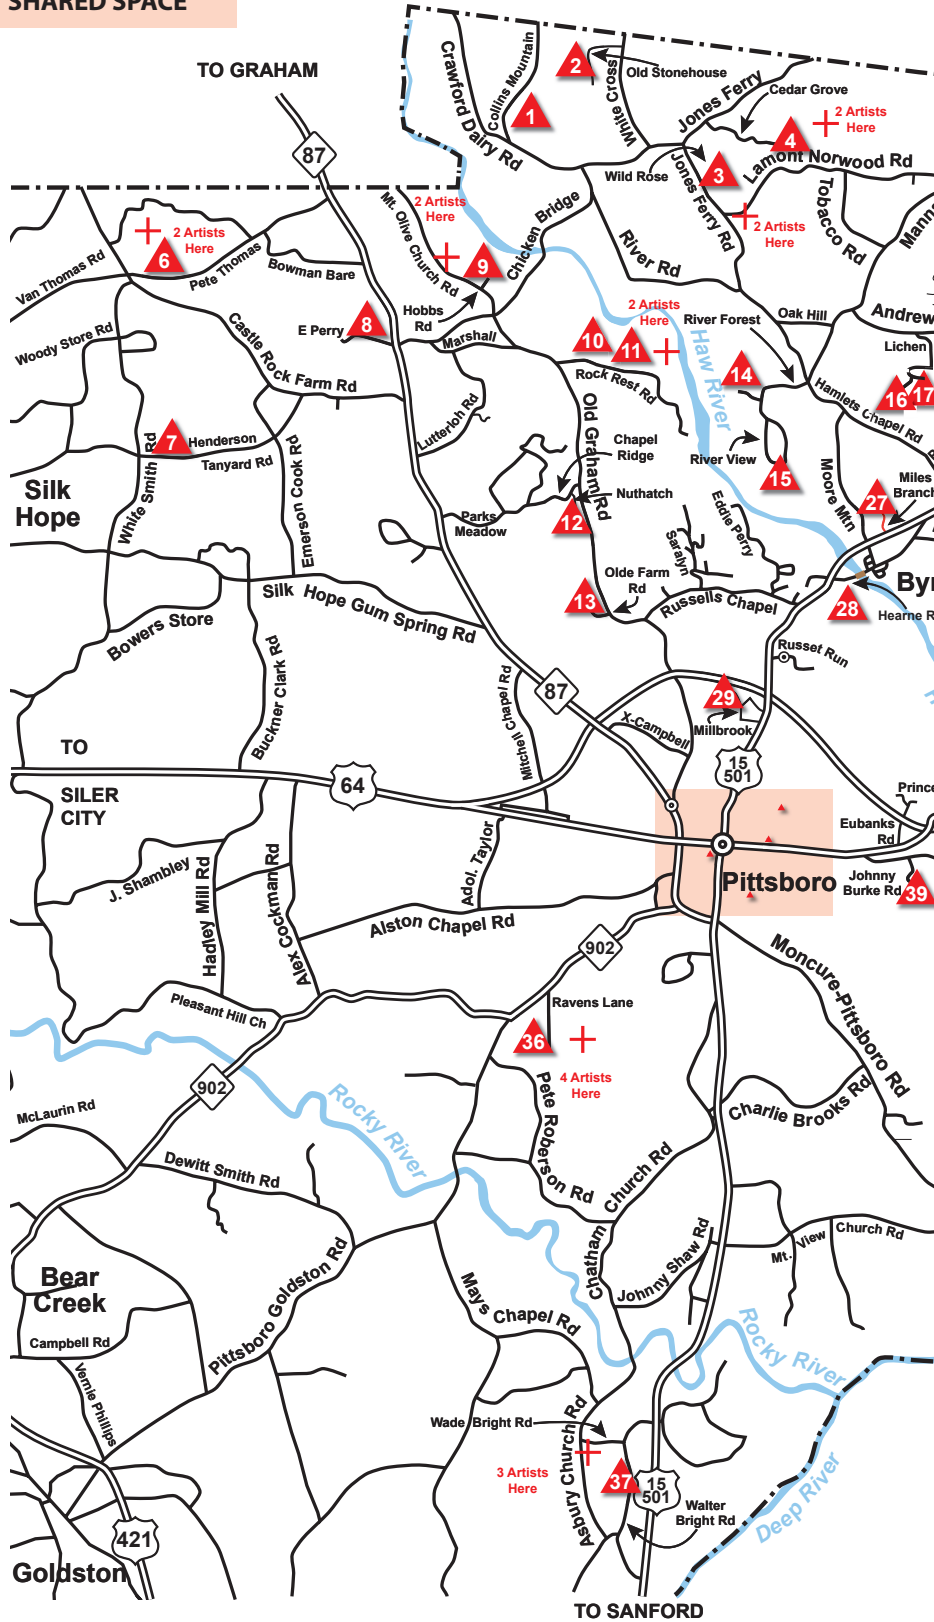 SHARED SPACE
TO GRAHAM
87
Crawford Dairy Rd
Collins Mountain
1
2
Old Stonehouse
White Cross
Jones Ferry
Cedar Grove
4
2 Artists
Here
Lamont Norwood Rd
Wild Rose
3
Jones Ferry Rd
2 Artists
Here
Tobacco Rd
2 Artists
Here
6
Van Thomas Rd
Pete Thomas
Bowman Bare
Mt. Olive Church Rd
2 Artists
Here
9
Chicken Bridge
River Rd
Hobbs
Rd
E Perry
8
Marshall
Woody Store Rd
Castle Rock Farm Rd
2 Artists
Here
River Forest
Oak Hill
Andrew
Lichen
10
11
Haw River
14
16
17
Rock Rest Rd
Hamlets Chapel Rd
Lutterloh Rd
Old Graham Rd
Chapel
Ridge
River View
15
Moore Mtn
Miles
Branch
27
7
Henderson
Tanyard Rd
White Smith Rd
Emerson Cook Rd
Silk
Hope
Parks
Meadow
Nuthatch
12
Eddie Perry
Saralyn
Olde Farm
Rd
13
Russells Chapel
28
Hearne R
Silk Hope Gum Spring Rd
Bowers Store
Buckner Clark Rd
Russet Run
Mitchell Chapel Rd
87
29
Millbrook
X-Campbell
15
501
TO
SILER
CITY
64
Eubanks
Rd
Pittsboro
Johnny
Burke Rd
39
J. Shambley
Hadley Mill Rd
Alex Cockman Rd
Adol. Taylor
Alston Chapel Rd
902
Moncure-Pittsboro Rd
Pleasant Hill Ch
Ravens Lane
36
4 Artists
Here
Pete Roberson Rd
Charlie Brooks Rd
902
McLaurin Rd
Rocky River
Dewitt Smith Rd
Chatham Church Rd
Johnny Shaw Rd
Mt. View Church Rd
Bear
Creek
Pittsboro Goldston Rd
Mays Chapel Rd
Campbell Rd
Vernie Phillips
Rocky River
Wade Bright Rd
Asbury Church Rd
3 Artists
Here
37
15
501
Walter
Bright Rd
Deep River
421
Goldston
TO SANFORD